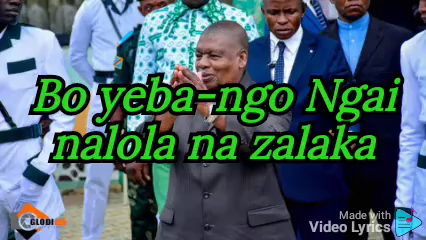 Bo yeba-ngo Ngai
nalola na zalaka
GLODI
Made with
Video Lyrics